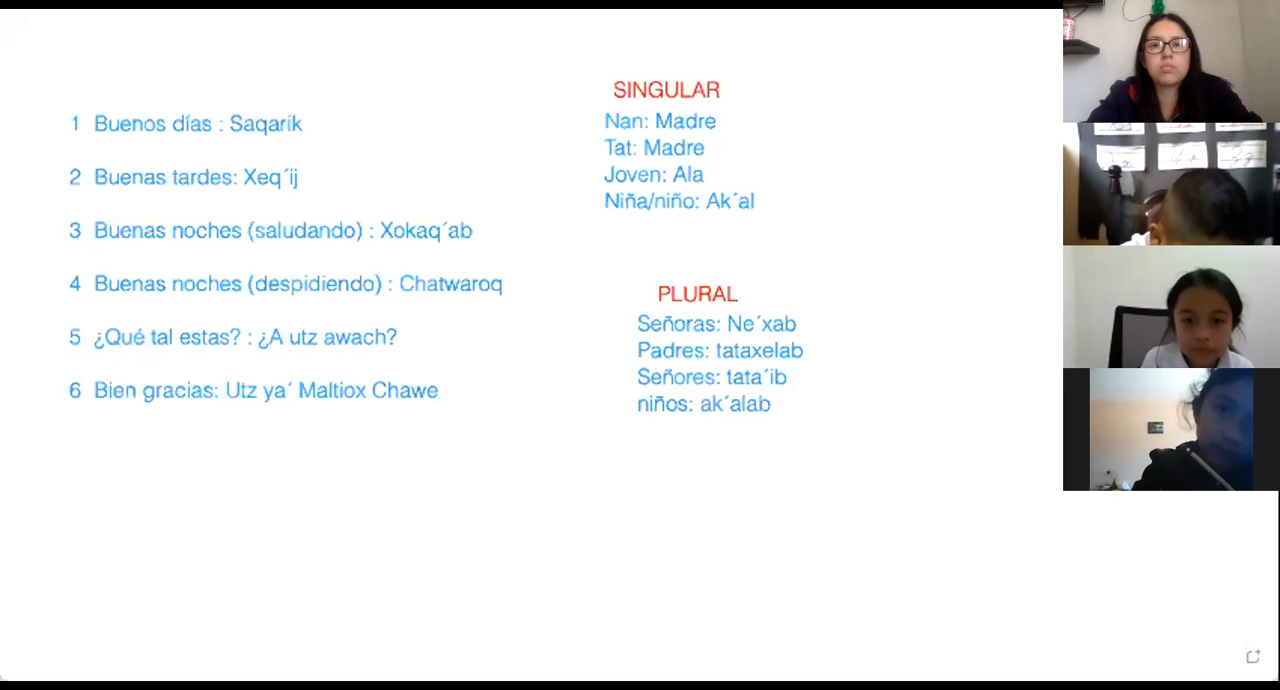 1 Buenos días : Saqarik
2 Buenas tardes: Xeq´ij
3 Buenas noches (saludando) : Xokaq´ab
4 Buenas noches (despidiendo) : Chatwaroq
5 ¿Qué tal estas? : ¿A utz awach?
6 Bien gracias: Utz ya´ Maltiox Chawe
SINGULAR
Nan: Madre
Tat: Madre
Joven: Ala
Niña/niño: Ak´al
PLURAL
Señoras: Ne´xab
Padres: tataxelab
Señores: tata´ib
niños: ak´alab